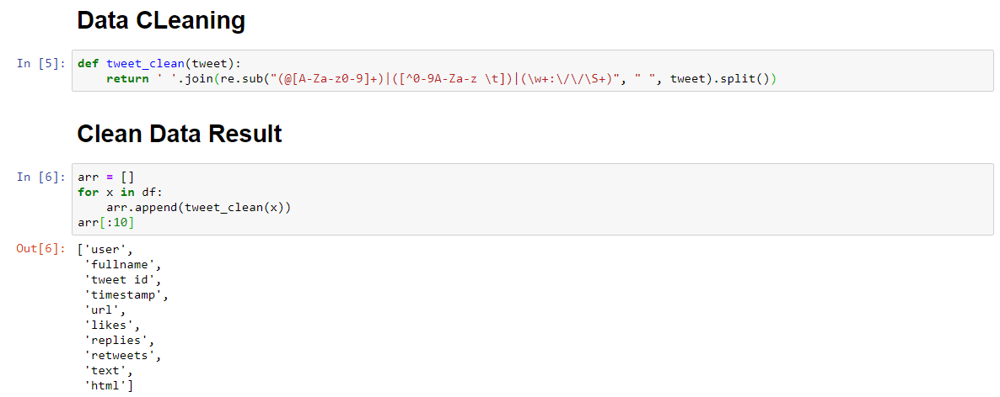 Data CLeaning
In [5]: def tweet_clean(tweet):
return ' '.join(re.sub("(@[A-Za-z0-9]+)|([^0-9A-Za-z \t])|(\w+:\/\/\S+)", " ", tweet).split())
Clean Data Result
In [6]: arr = []
for x in df:
arr.append(tweet_clean(x))
arr[:10]
Out[6]: ['user',
'fullname',
'tweet id',
'timestamp',
'url',
'likes',
'replies',
'retweets',
'text',
'html']